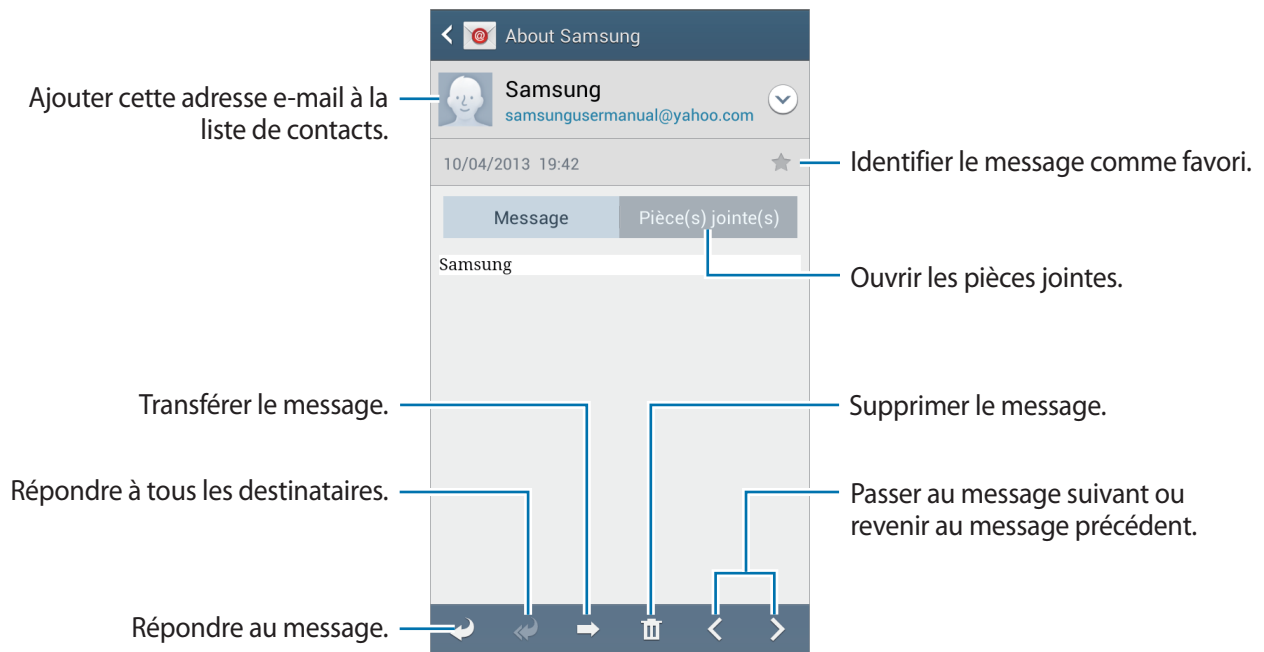 About Samsung
Ajouter cette adresse e-mail à la
liste de contacts.
Samsung
samsungusermanual@yahoo.com
10/04/2013 19:42
Identifier le message comme favori.
Message
Pièce(s) jointe(s)
Samsung
Ouvrir les pièces jointes.
Transférer le message.
Supprimer le message.
Répondre à tous les destinataires.
Passer au message suivant ou
revenir au message précédent.
Répondre au message.